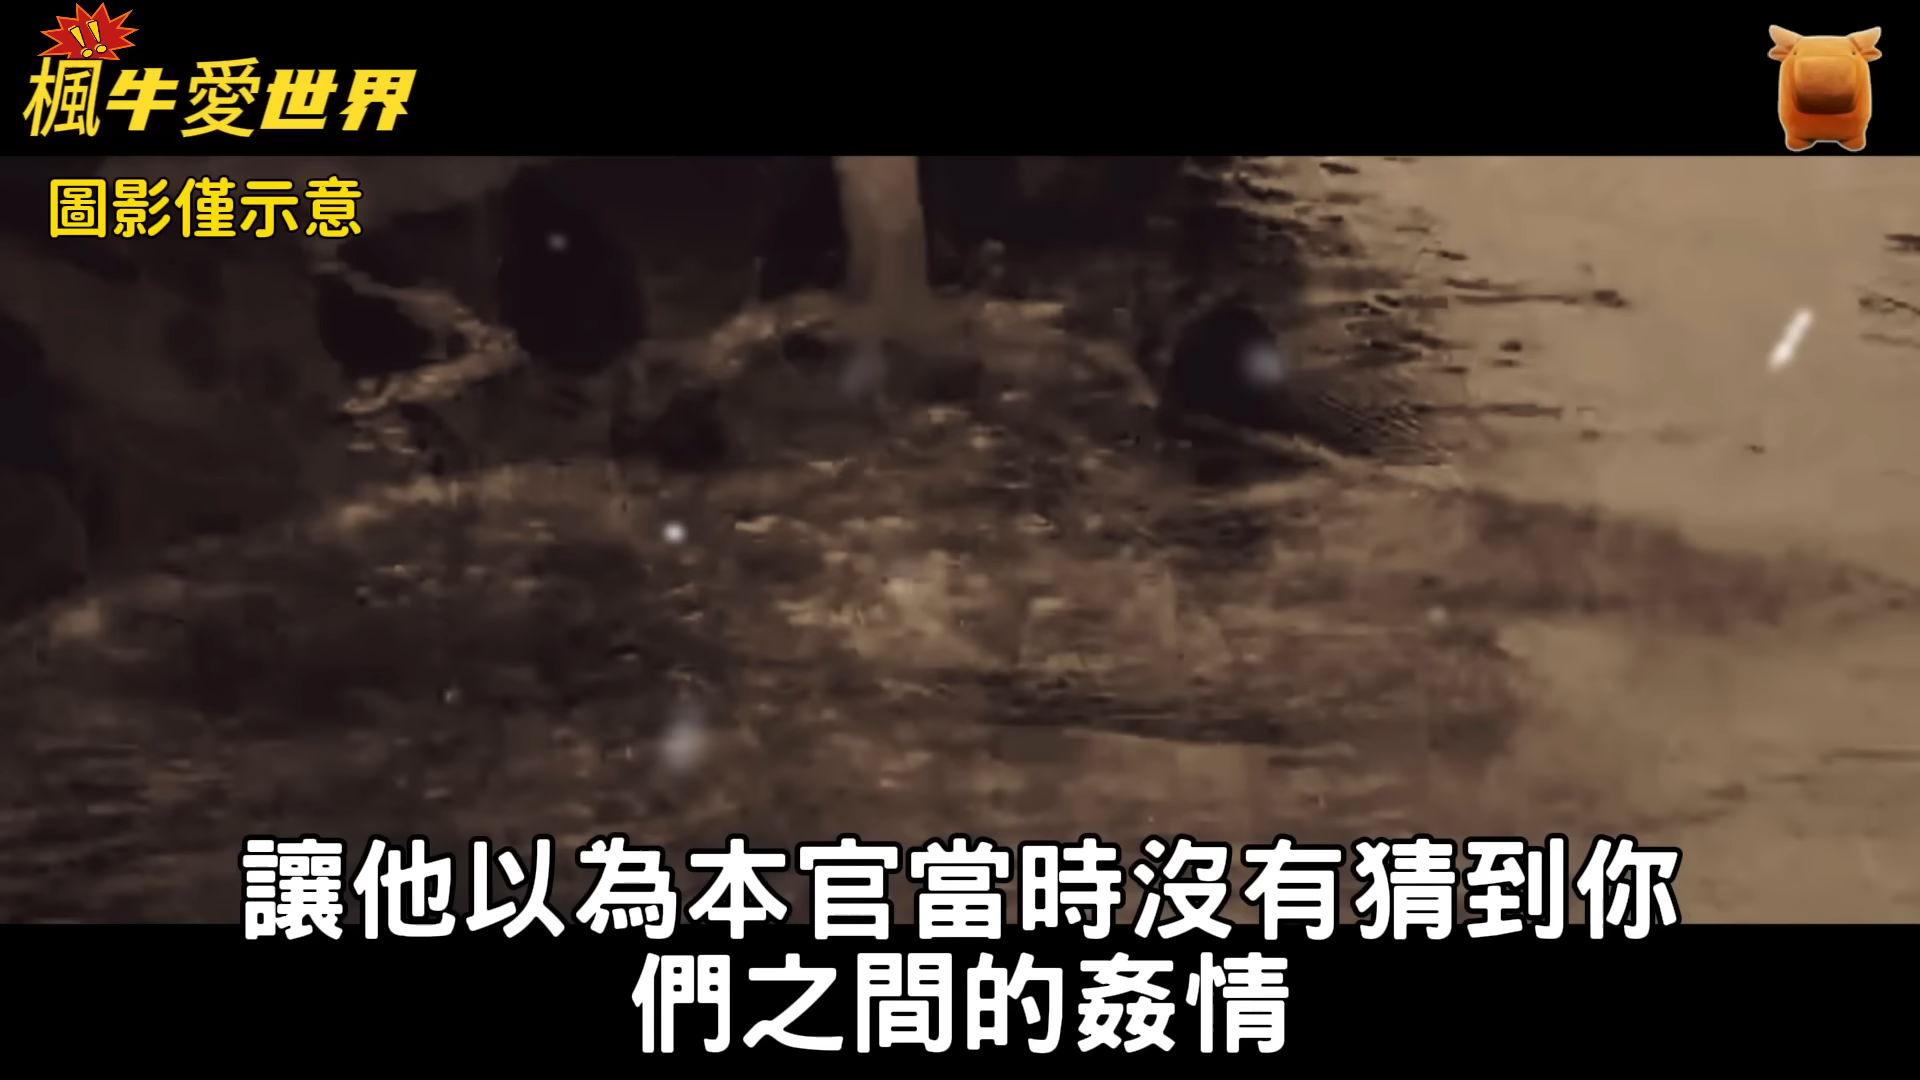 楓牛愛世界
圖影僅示意
讓他以為本官當時沒有猜到你
們之間的姦情